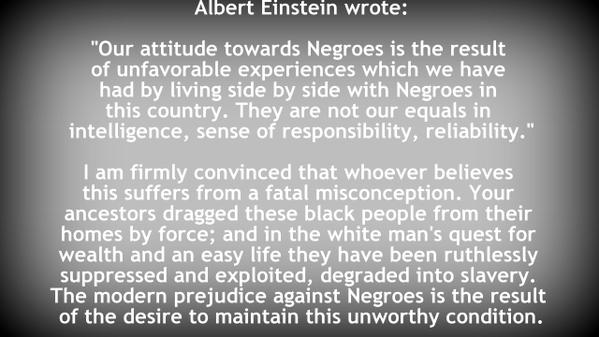 Albert Einstein wrote:
"Our attitude towards Negroes is the result
of unfavorable experiences which we have
had by living side by side with Negroes in
this country. They are not our equals in
intelligence, sense of responsibility, reliability."
I am firmly convinced that whoever believes
this suffers from a fatal misconception. Your
ancestors dragged these black people from their
homes by force; and in the white man's quest for
wealth and an easy life they have been ruthlessly
suppressed and exploited, degraded into slavery.
The modern prejudice against Negroes is the result
of the desire to maintain this unworthy condition.